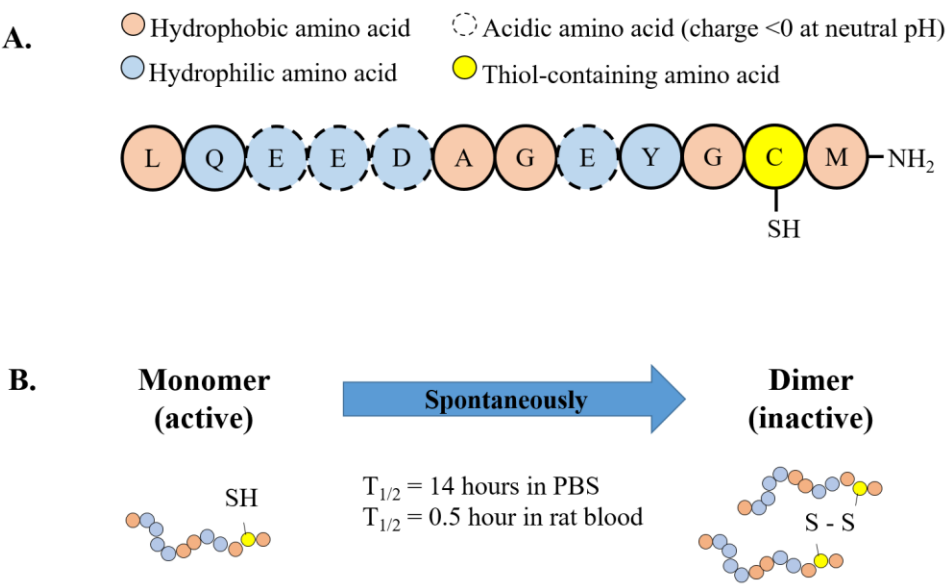 A.
Hydrophobic amino acid
Acidic amino acid (charge <0 at neutral pH)
Hydrophilic amino acid
Thiol-containing amino acid
L Q E E D A G E Y G C M NH₂
SH
B.
Monomer
(active)
Spontaneously
Dimer
(inactive)
SH
T₁/₂ = 14 hours in PBS
T₁/₂ = 0.5 hour in rat blood
S - S